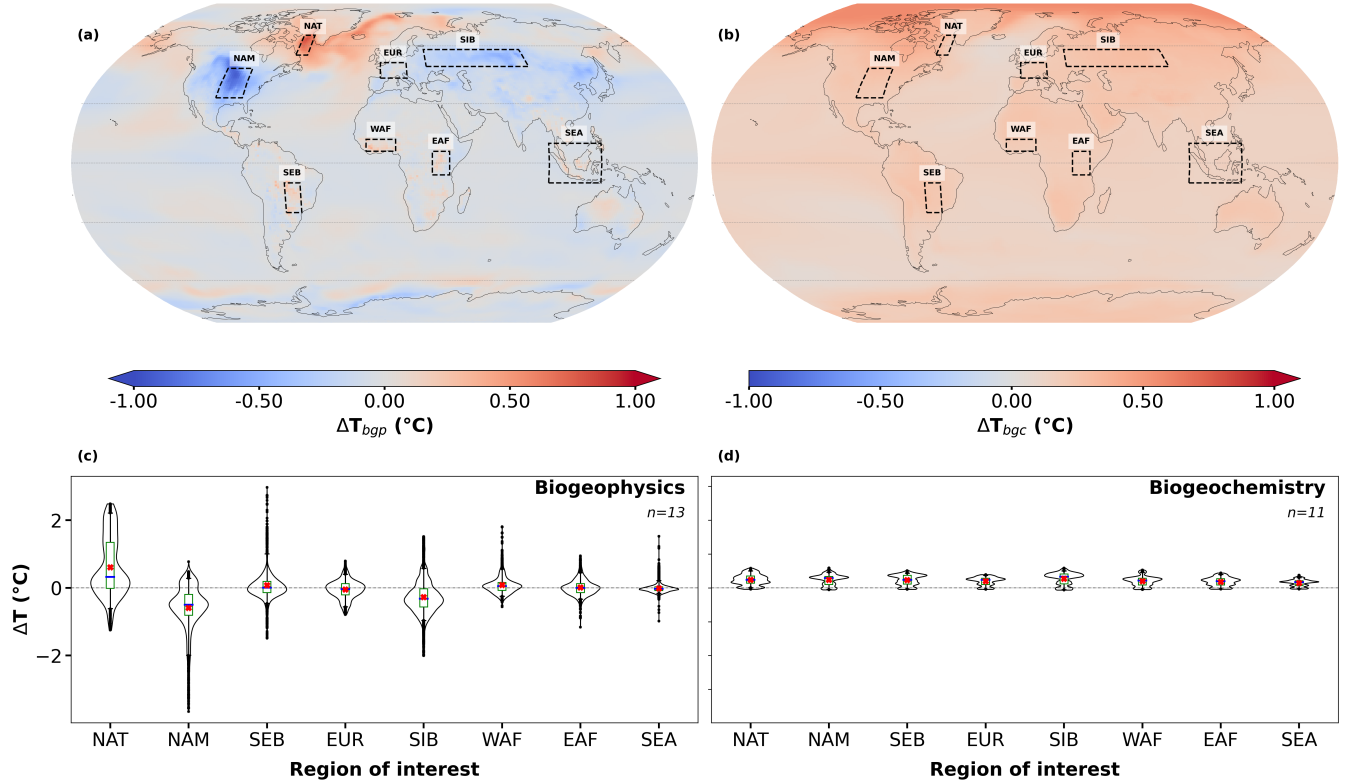 (a)
NAT
NAM
EUR
SIB
WAF
EAF
SEA
SEB
(b)
NAT
NAM
EUR
SIB
WAF
EAF
SEA
SEB
-1.00 -0.50 0.00 0.50 1.00
ΔT_bgp (°C)
-1.00 -0.50 0.00 0.50 1.00
ΔT_bgc (°C)
(c)
Biogeophysics
n=13
2
0
−2
ΔT (°C)
NAT NAM SEB EUR SIB WAF EAF SEA
Region of interest
(d)
Biogeochemistry
n=11
NAT NAM SEB EUR SIB WAF EAF SEA
Region of interest